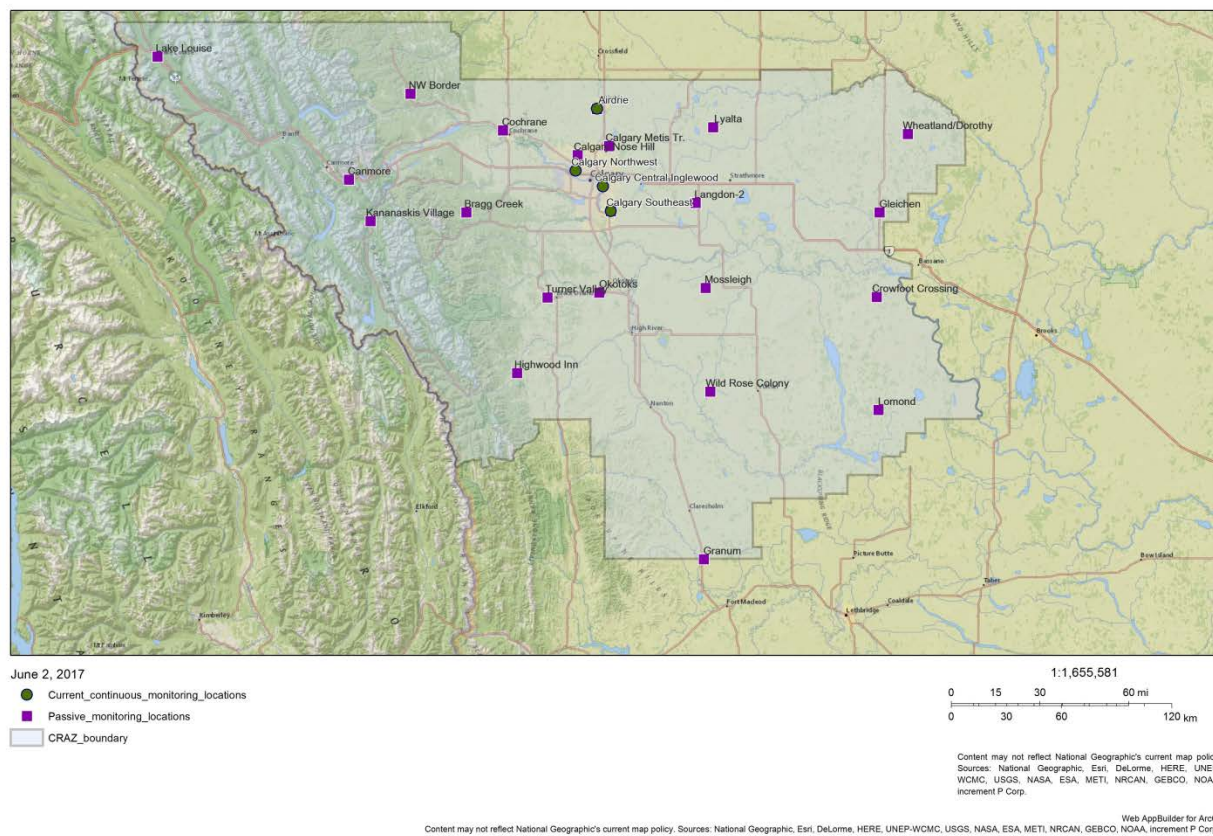 Crossfield
Lake Louise
NW Border
Airdrie
Cochrane
Cochrane
Lyalta
Wheatland/Dorothy
Calgary Metis Tr.
Calgary Nose Hill
Calgary Northwest
Banff
Calgary Central Inglewood
Strathmore
Canmore
Canmore
Langdon-2
Bragg Creek
Calgary Southeast
Gleichen
Kananaskis Village
Bassano
Mossleigh
Okotoks
Turner Valley
Crowfoot Crossing
High River
Brooks
Highwood Inn
Wild Rose Colony
Nanton
Lomond
Claresholm
Elkford
Granum
Picture Butte
Bow Island
Taber
Fort Macleod
Coaldale
Lethbridge
Kimberley
June 2, 2017
Current_continuous_monitoring_locations
Passive_monitoring_locations
CRAZ_boundary
1:1,655,581
0 15 30 60 mi
0 30 60 120 km
Content may not reflect National Geographic's current map polic
Sources: National Geographic, Esri, DeLorme, HERE, UNE
WCMC, USGS, NASA, ESA, METI, NRCAN, GEBCO, NOA
increment P Corp.
Web AppBuilder for Arc
Content may not reflect National Geographic's current map policy. Sources: National Geographic, Esri, DeLorme, HERE, UNEP-WCMC, USGS, NASA, ESA, METI, NRCAN, GEBCO, NOAA, increment P Cor